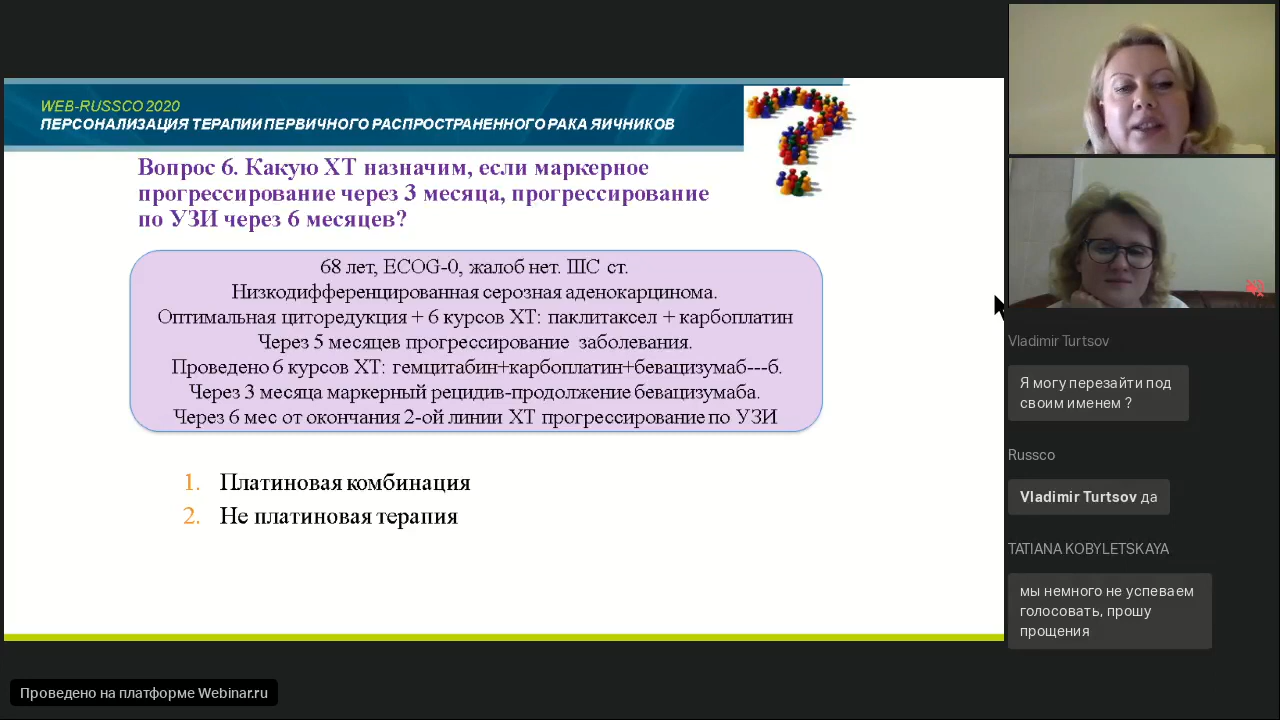 WEB-RUSSCO 2020
ПЕРСОНАЛИЗАЦИЯ ТЕРАПИИ ПЕРВИЧНОГО РАСПРОСТРАНЕННОГО РАКА ЯИЧНИКОВ
Вопрос 6. Какую ХТ назначим, если маркерное
прогрессирование через 3 месяца, прогрессирование
по УЗИ через 6 месяцев?
68 лет, ECOG-0, жалоб нет. IIIC ст.
Низкодифференцированная серозная аденокарцинома.
Оптимальная циторедукция + 6 курсов ХТ: паклитаксел + карбоплатин
Через 5 месяцев прогрессирование заболевания.
Проведено 6 курсов ХТ: гемцитабин+карбоплатин+бевацизумаб---б.
Через 3 месяца маркерный рецидив-продолжение бевацизумаба.
Через 6 мес от окончания 2-ой линии ХТ прогрессирование по УЗИ
1. Платиновая комбинация
2. Не платиновая терапия
Vladimir Turtsov
Я могу перезайти под
своим именем ?
Russco
Vladimir Turtsov да
TATIANA KOBYLETSKAYA
мы немного не успеваем
голосовать, прошу
прощения
Проведено на платформе Webinar.ru